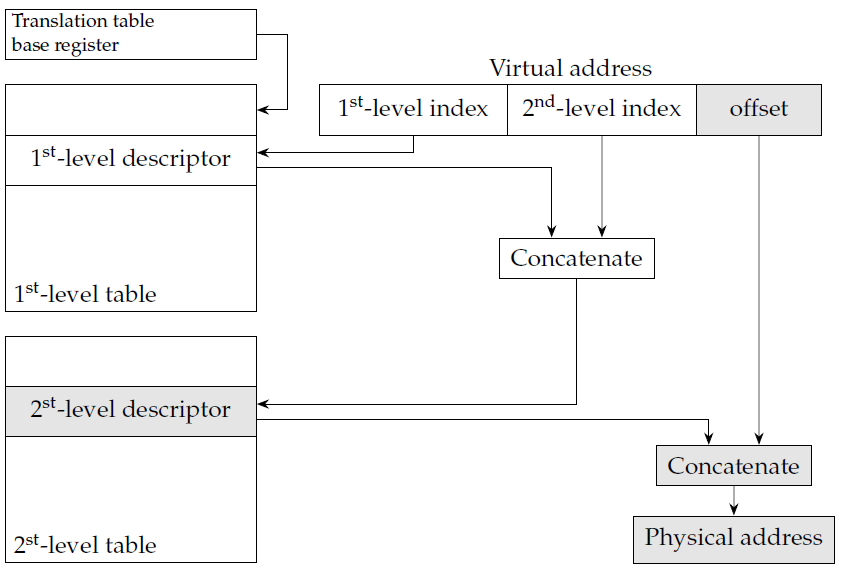 Translation table
base register
Virtual address
1st-level index
2nd-level index
offset
1st-level descriptor
Concatenate
1st-level table
2st-level descriptor
Concatenate
Physical address
2st-level table